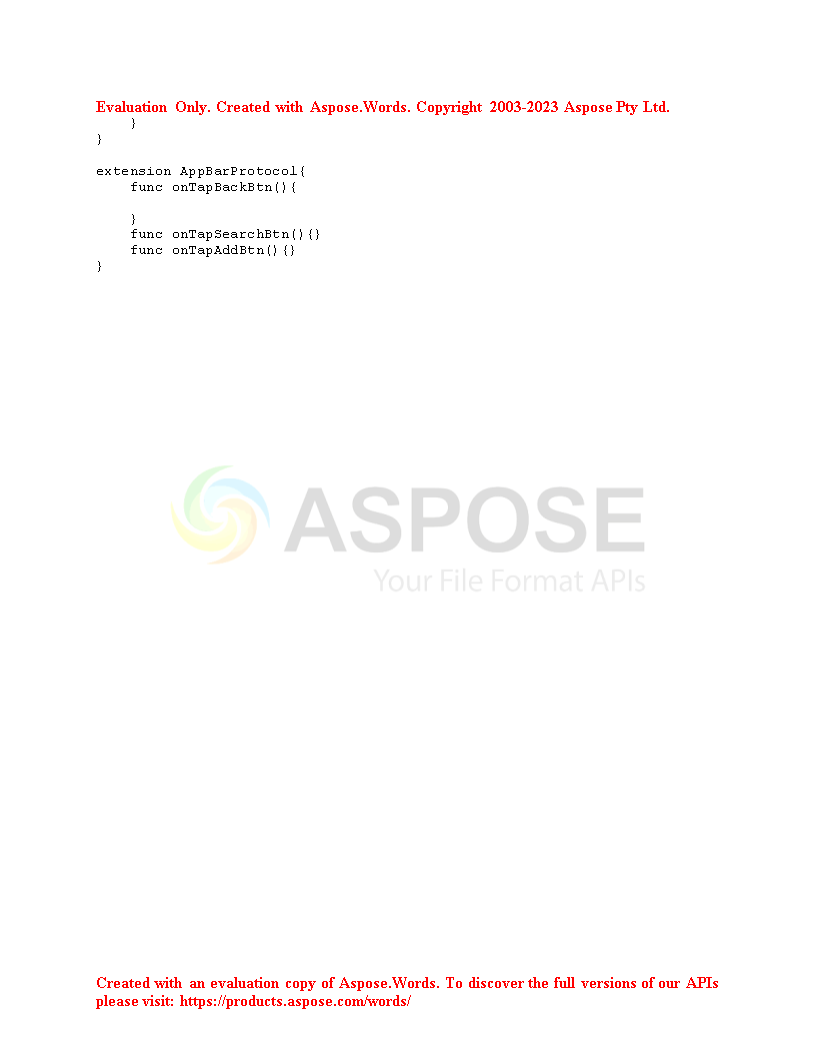 Evaluation Only. Created with Aspose.Words. Copyright 2003-2023 Aspose Pty Ltd.
    }
}

extension AppBarProtocol{
    func onTapBackBtn(){

    }
    func onTapSearchBtn(){}
    func onTapAddBtn(){}
}
ASPOSE
Your File Format APIs
Created with an evaluation copy of Aspose.Words. To discover the full versions of our APIs
please visit: https://products.aspose.com/words/